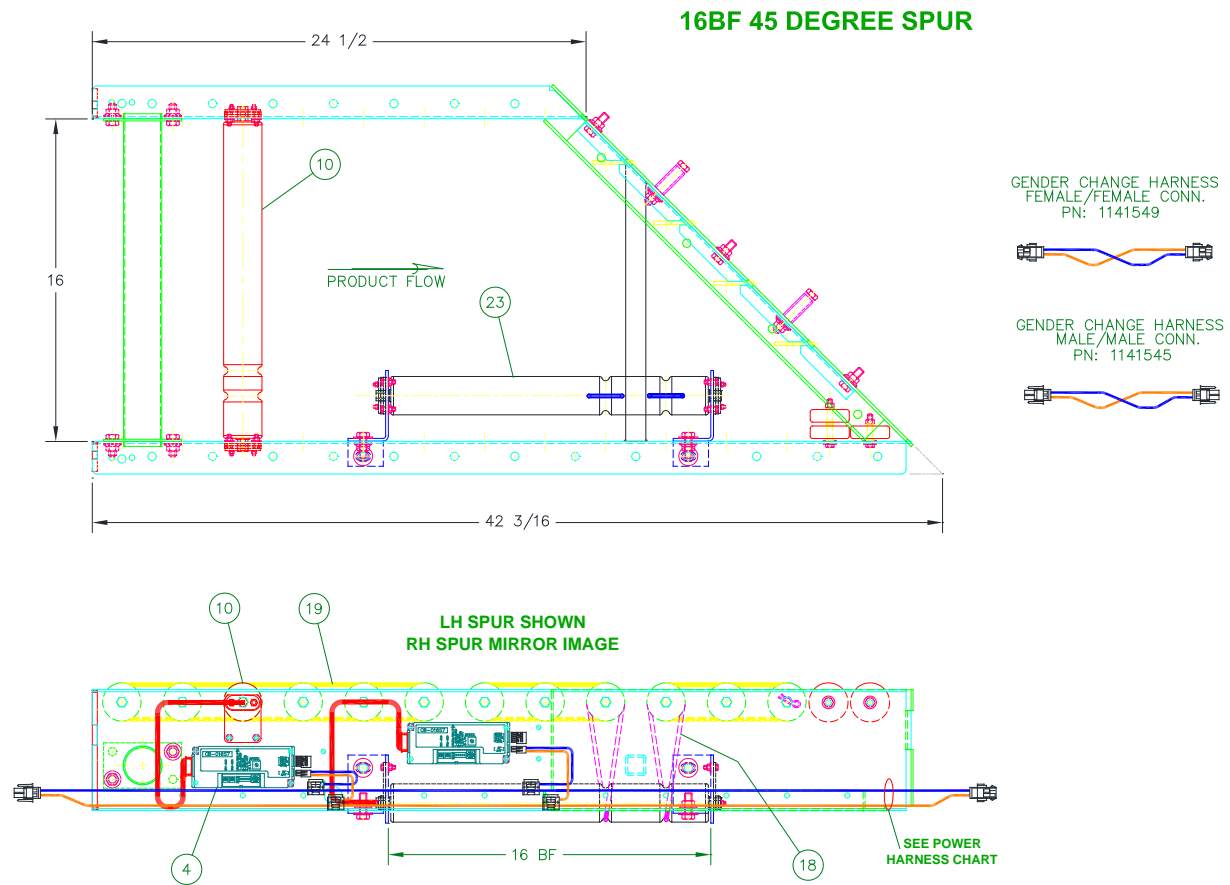 16BF 45 DEGREE SPUR
24 1/2
10
16
PRODUCT FLOW
23
GENDER CHANGE HARNESS
FEMALE/FEMALE CONN.
PN: 1141549
GENDER CHANGE HARNESS
MALE/MALE CONN.
PN: 1141545
42 3/16
10
19
LH SPUR SHOWN
RH SPUR MIRROR IMAGE
16 BF
4
18
SEE POWER
HARNESS CHART